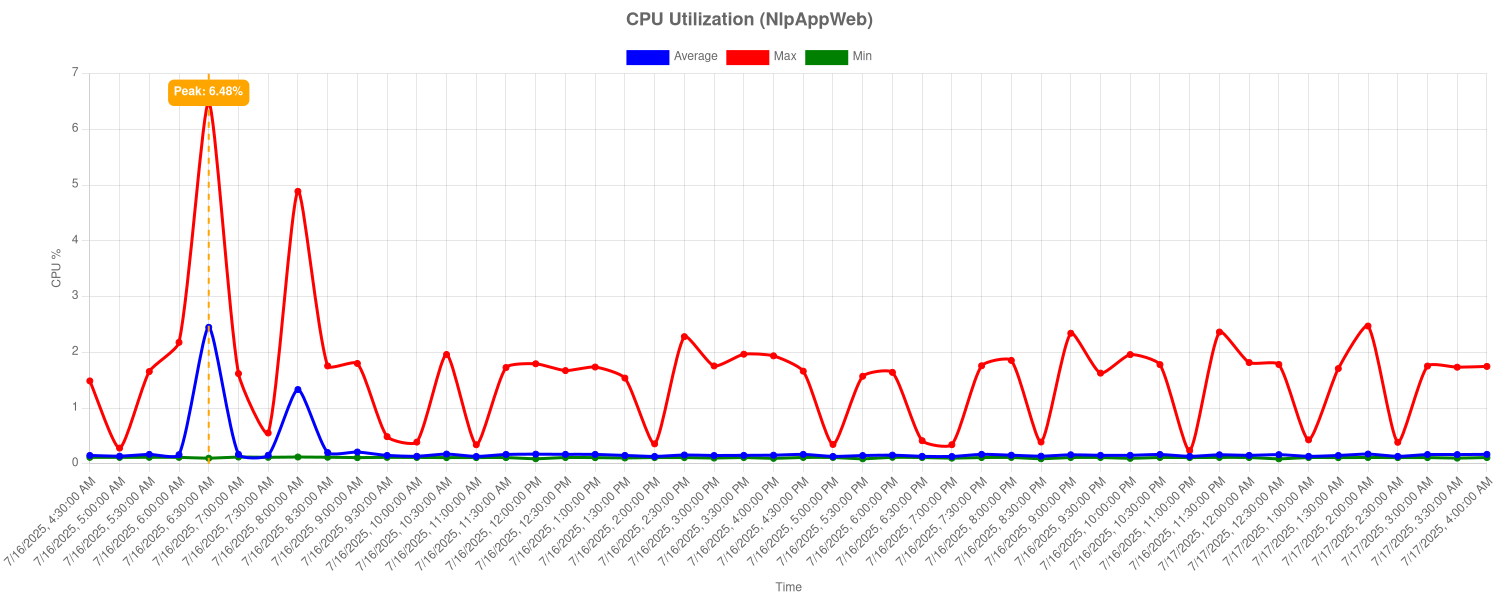 CPU Utilization (NlpAppWeb)
Average Max Min
Peak: 6.48%
7
6
5
4
3
2
1
0
CPU %
7/16/2025, 4:30:00 AM
7/16/2025, 5:00:00 AM
7/16/2025, 5:30:00 AM
7/16/2025, 6:00:00 AM
7/16/2025, 6:30:00 AM
7/16/2025, 7:00:00 AM
7/16/2025, 7:30:00 AM
7/16/2025, 8:00:00 AM
7/16/2025, 8:30:00 AM
7/16/2025, 9:00:00 AM
7/16/2025, 9:30:00 AM
7/16/2025, 10:00:00 AM
7/16/2025, 10:30:00 AM
7/16/2025, 11:00:00 AM
7/16/2025, 11:30:00 AM
7/16/2025, 12:00:00 PM
7/16/2025, 12:30:00 PM
7/16/2025, 1:00:00 PM
7/16/2025, 1:30:00 PM
7/16/2025, 2:00:00 PM
7/16/2025, 2:30:00 PM
7/16/2025, 3:00:00 PM
7/16/2025, 3:30:00 PM
7/16/2025, 4:00:00 PM
7/16/2025, 4:30:00 PM
7/16/2025, 5:00:00 PM
7/16/2025, 5:30:00 PM
7/16/2025, 6:00:00 PM
7/16/2025, 6:30:00 PM
7/16/2025, 7:00:00 PM
7/16/2025, 7:30:00 PM
7/16/2025, 8:00:00 PM
7/16/2025, 8:30:00 PM
7/16/2025, 9:00:00 PM
7/16/2025, 9:30:00 PM
7/16/2025, 10:00:00 PM
7/16/2025, 10:30:00 PM
7/16/2025, 11:00:00 PM
7/16/2025, 11:30:00 PM
7/17/2025, 12:00:00 AM
7/17/2025, 12:30:00 AM
7/17/2025, 1:00:00 AM
7/17/2025, 1:30:00 AM
7/17/2025, 2:00:00 AM
7/17/2025, 2:30:00 AM
7/17/2025, 3:00:00 AM
7/17/2025, 3:30:00 AM
7/17/2025, 4:00:00 AM
Time